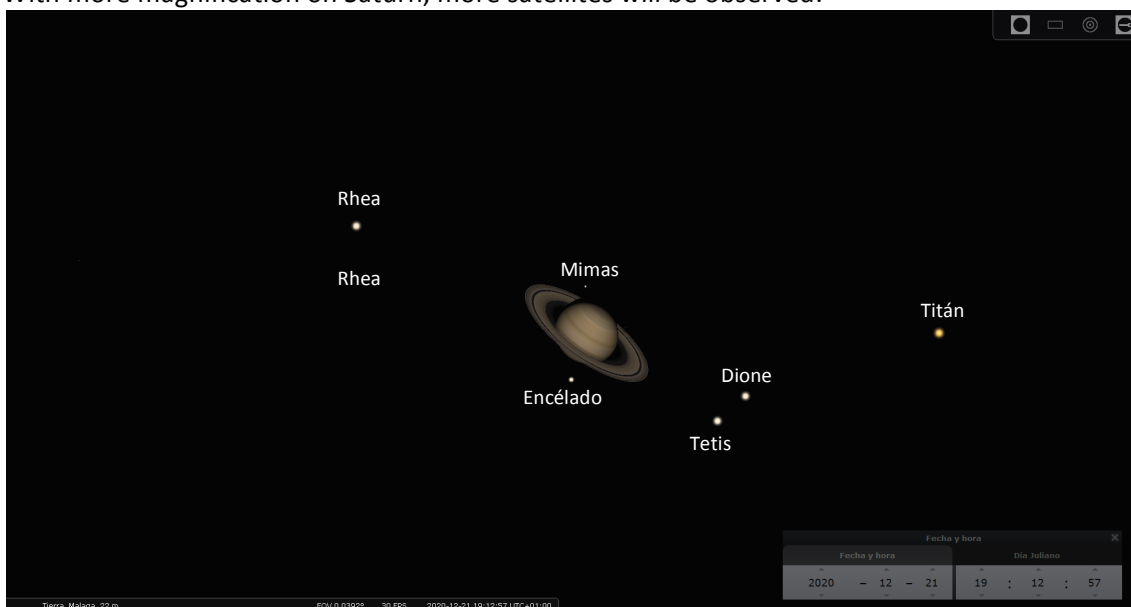 With more magnification on Saturn, more satellites will be observed:
Rhea
Rhea
Mimas
Titán
Dione
Encélado
Tetis
Fecha y hora
Fecha y hora
Día Juliano
2020 – 12 – 21 19 : 12 : 57
Tierra, Malaga, 22 m FOV 0.0392° 30 FPS 2020-12-21 19:12:57 UTC+01:00